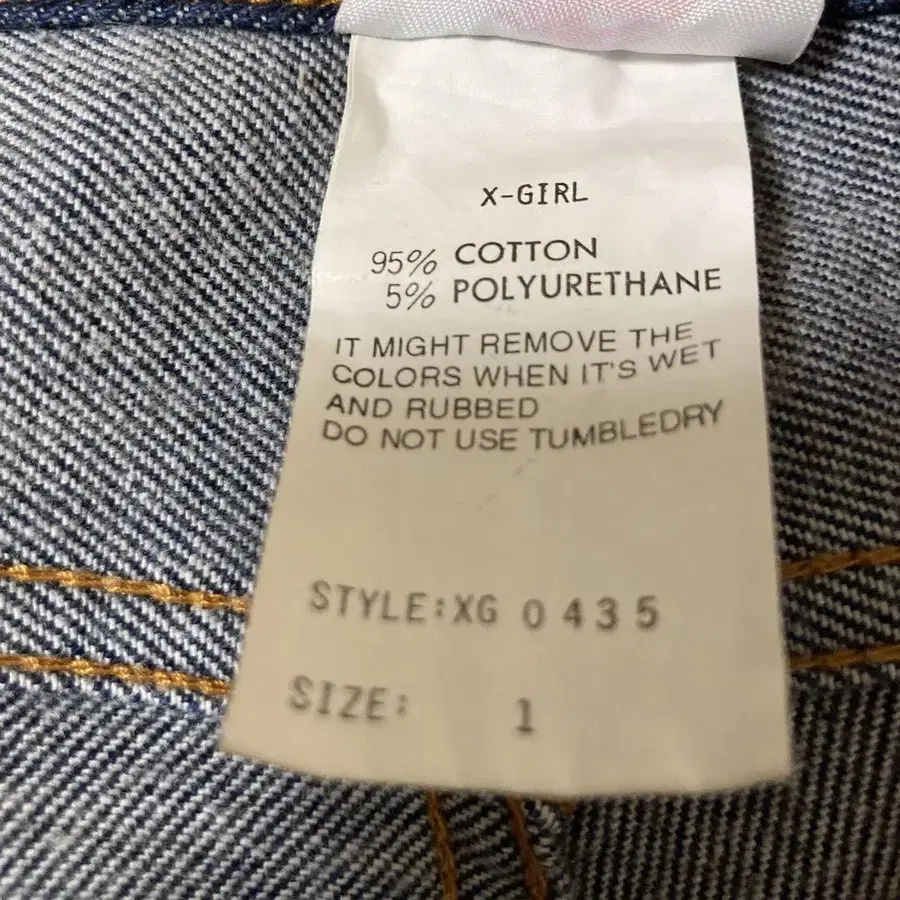 X-GIRL
95% COTTON
5% POLYURETHANE
IT MIGHT REMOVE THE
COLORS WHEN IT'S WET
AND RUBBED
DO NOT USE TUMBLEDRY
STYLE:XG 0435
SIZE: 1